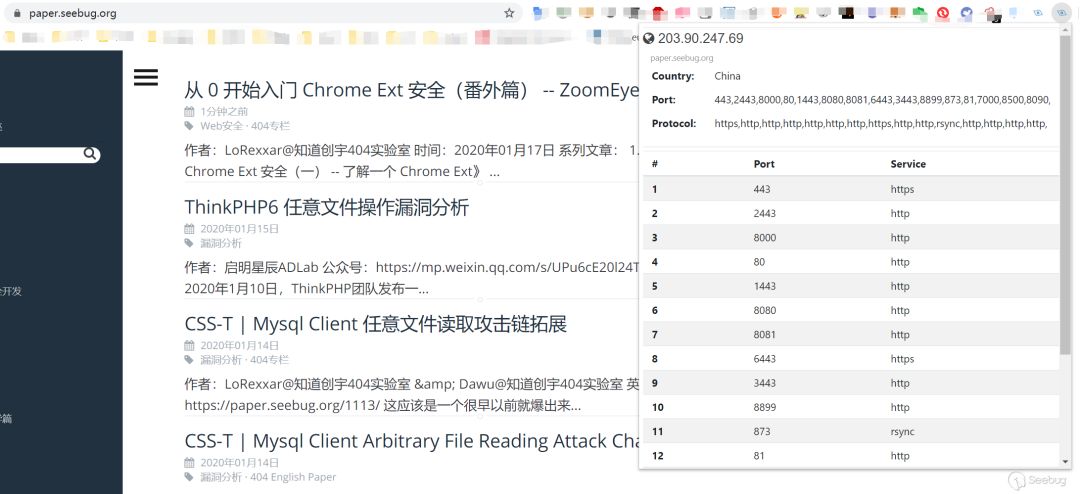 paper.seebug.org
从 0 开始入门 Chrome Ext 安全（番外篇） -- ZoomEye
1分钟之前
Web安全 · 404专栏
作者：LoRexxar@知道创宇404实验室 时间：2020年01月17日 系列文章： 1.
Chrome Ext 安全（一） -- 了解一个 Chrome Ext》 ...
ThinkPHP6 任意文件操作漏洞分析
2020年01月15日
漏洞分析
作者：启明星辰ADLab 公众号：https://mp.weixin.qq.com/s/UPu6cE20l24T
2020年1月10日，ThinkPHP团队发布一...
CSS-T | Mysql Client 任意文件读取攻击链拓展
2020年01月14日
漏洞分析 · 404专栏
作者：LoRexxar@知道创宇404实验室 &amp; Dawu@知道创宇404实验室 英
https://paper.seebug.org/1113/ 这应该是一个很早以前就爆出来...
CSS-T | Mysql Client Arbitrary File Reading Attack Cha
2020年01月14日
漏洞分析 · 404 English Paper
203.90.247.69
paper.seebug.org
Country: China
Port: 443,2443,8000,80,1443,8080,8081,6443,3443,8899,873,81,7000,8500,8090,
Protocol: https,http,http,http,http,http,http,https,http,http,rsync,http,http,http,http,
# Port Service
1 443 https
2 2443 http
3 8000 http
4 80 http
5 1443 http
6 8080 http
7 8081 http
8 6443 https
9 3443 http
10 8899 http
11 873 rsync
12 81 http
Seebug